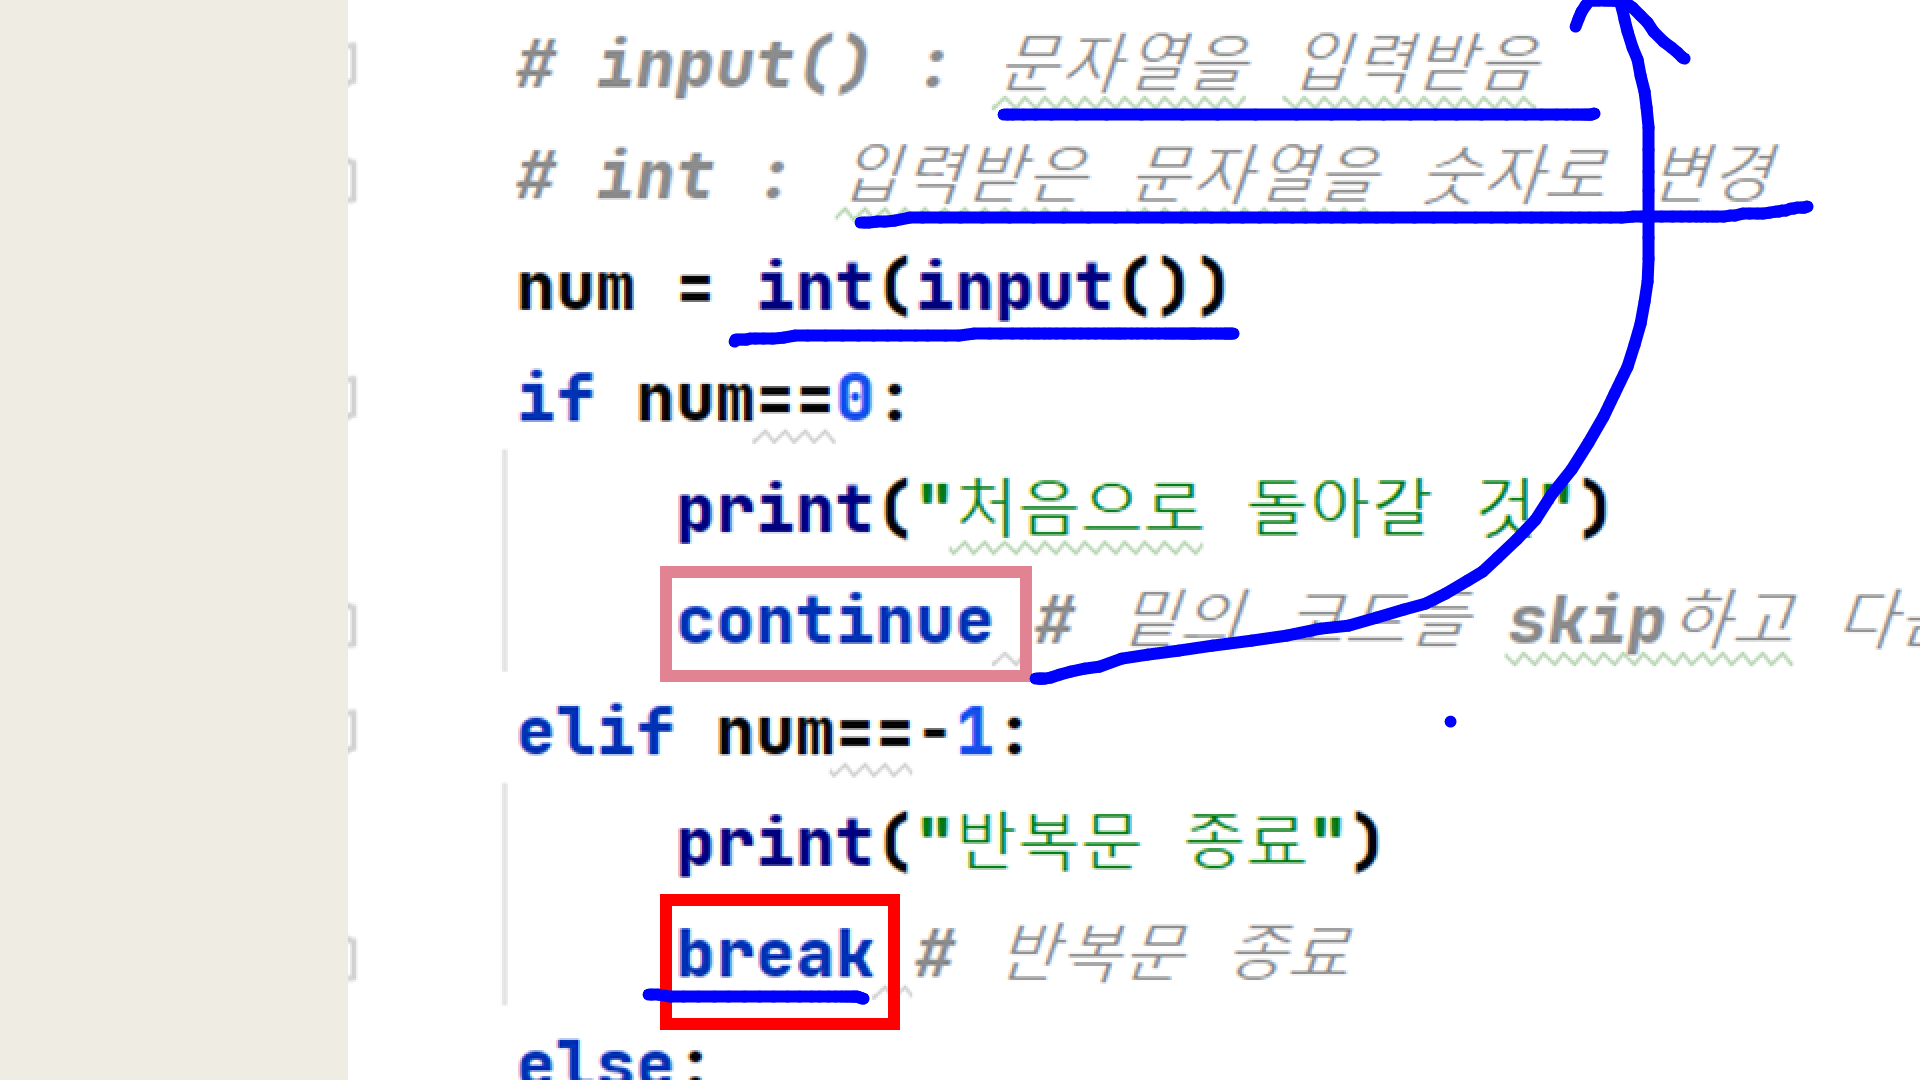 # input() : 문자열을 입력받음
# int : 입력받은 문자열을 숫자로 변경
num = int(input())
if num==0:
print("처음으로 돌아갈 것")
continue # 밑의 코드들 skip하고
elif num==-1:
print("반복문 종료")
break # 반복문 종료
else: